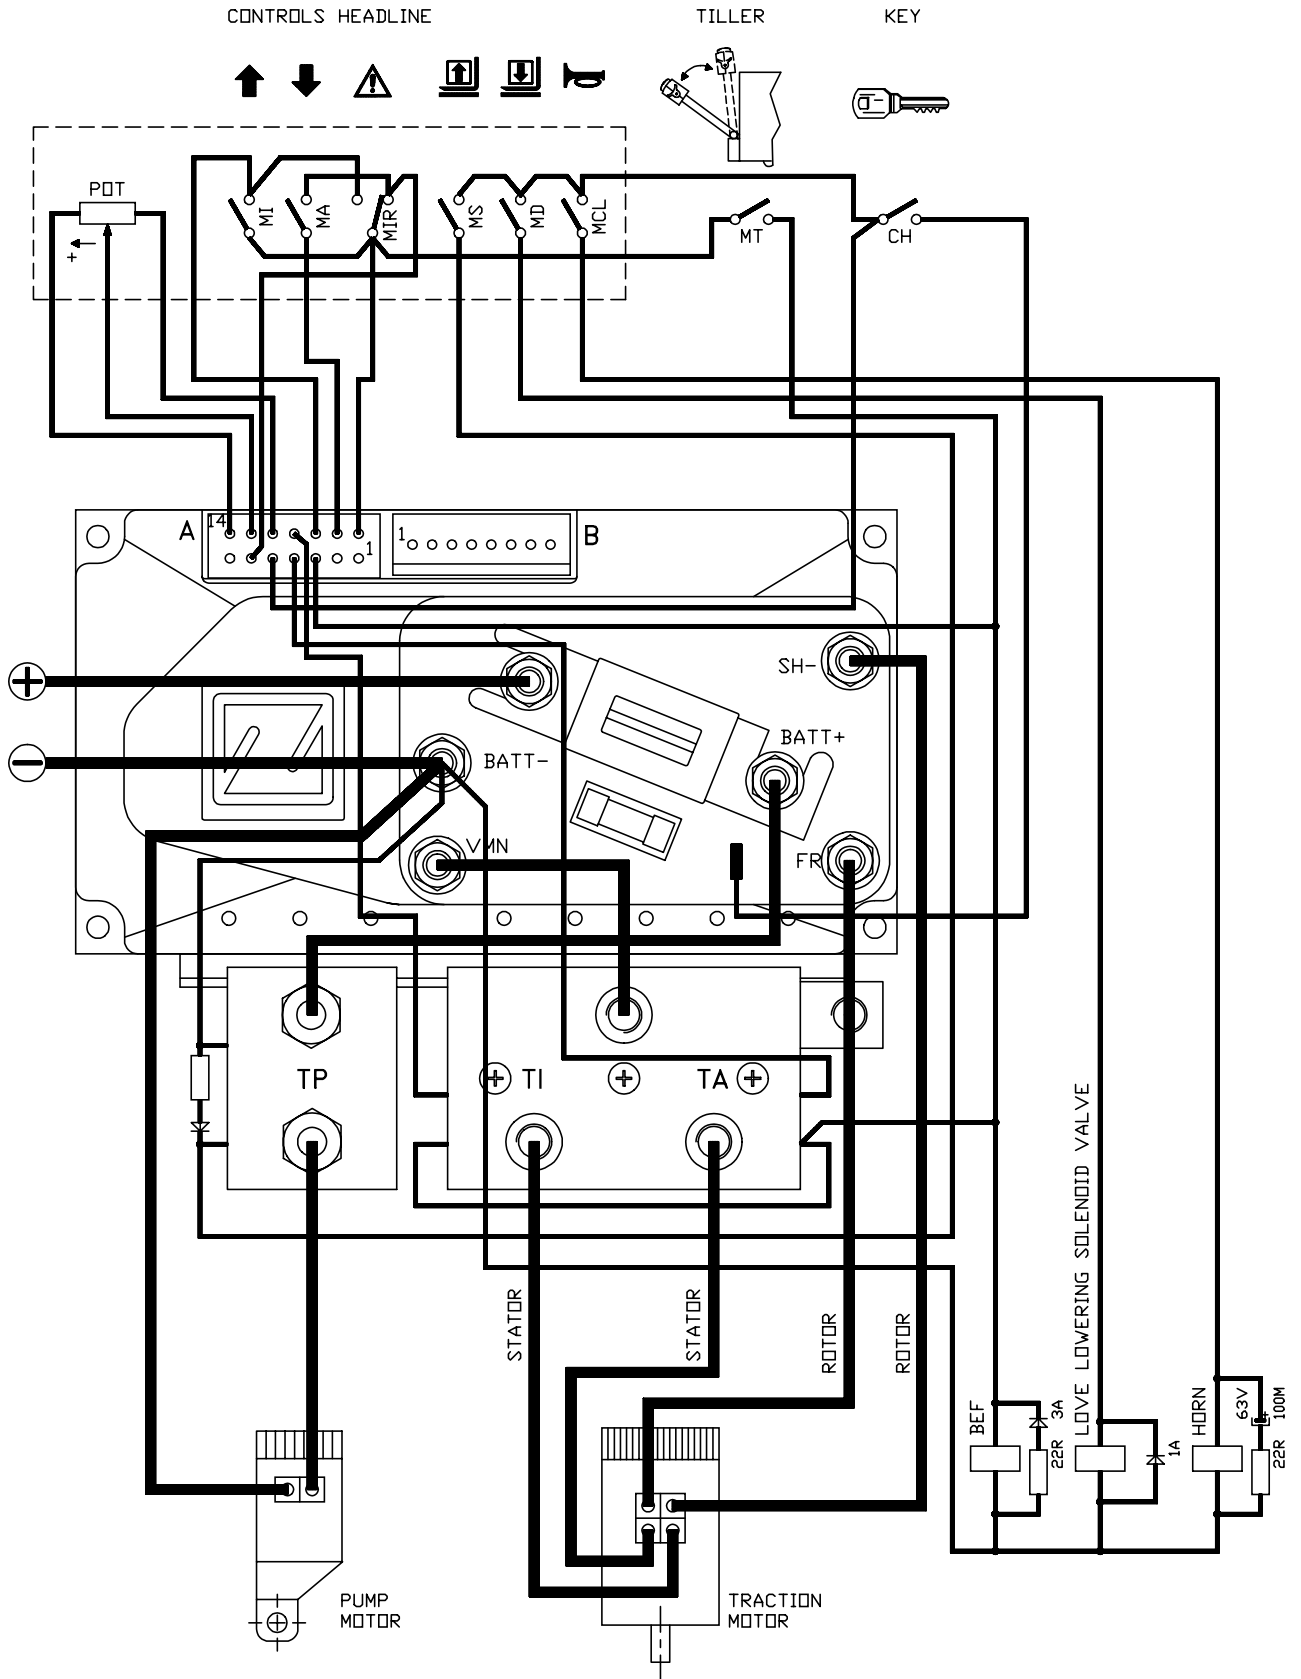 CONTROLS HEADLINE
TILLER
KEY
POT
+
MI
MA
MIR
MS
MD
MCL
MT
CH
A
14
1
1
B
SH-
BATT+
BATT-
VMN
FR
TP
TI
TA
STATOR
STATOR
ROTOR
ROTOR
BEF
3A
22R
LOVE LOWERING SOLENOID VALVE
1A
HORN
63V
100M
+
22R
PUMP
MOTOR
TRACTION
MOTOR